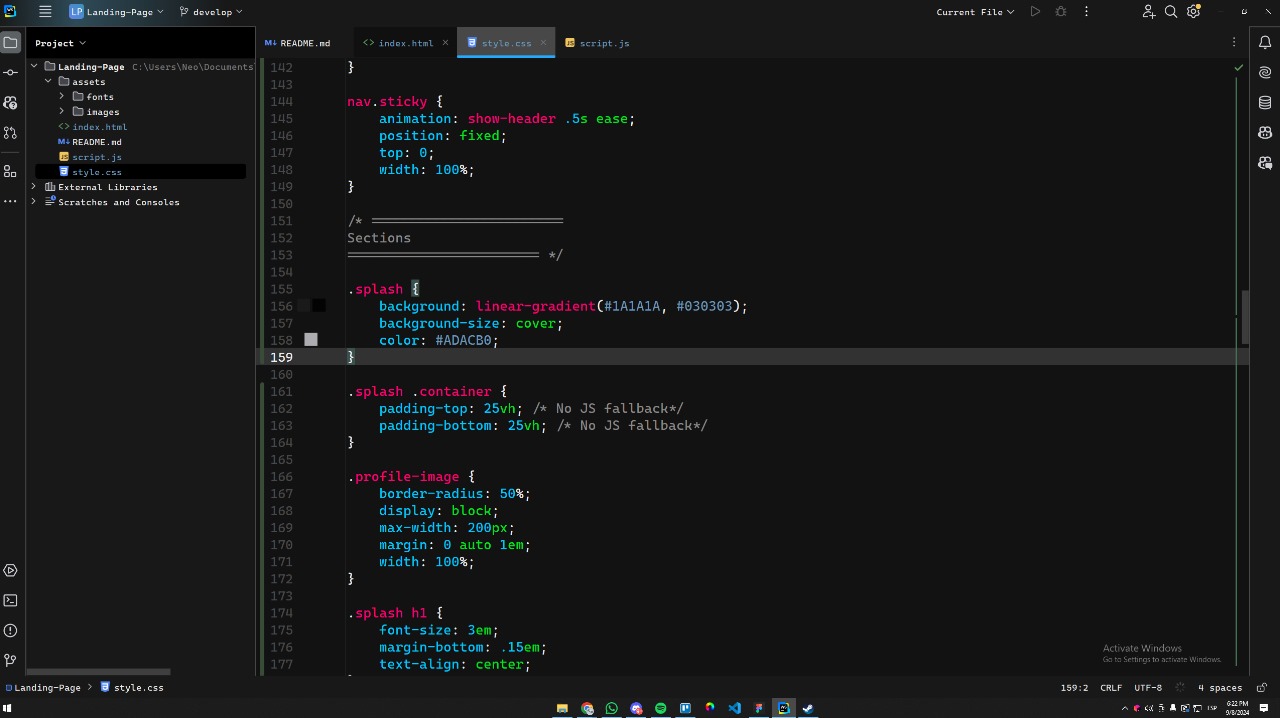 LP Landing-Page develop Current File
Project README.md index.html style.css script.js
Landing-Page C:\Users\Neo\Documents
assets
fonts
images
index.html
README.md
script.js
style.css
External Libraries
Scratches and Consoles
142 }
143
144 nav.sticky {
145 animation: show-header .5s ease;
146 position: fixed;
147 top: 0;
148 width: 100%;
149 }
150
151 /* ========================
152 Sections
153 ======================== */
154
155 .splash {
156 background: linear-gradient(#1A1A1A, #030303);
157 background-size: cover;
158 color: #ADACB0;
159 }
160
161 .splash .container {
162 padding-top: 25vh; /* No JS fallback*/
163 padding-bottom: 25vh; /* No JS fallback*/
164 }
165
166 .profile-image {
167 border-radius: 50%;
168 display: block;
169 max-width: 200px;
170 margin: 0 auto 1em;
171 width: 100%;
172 }
173
174 .splash h1 {
175 font-size: 3em;
176 margin-bottom: .15em;
177 text-align: center;
Activate Windows
Go to Settings to activate Windows.
Landing-Page > style.css 159:2 CRLF UTF-8 4 spaces
ESP 6:22 PM
9/8/2024